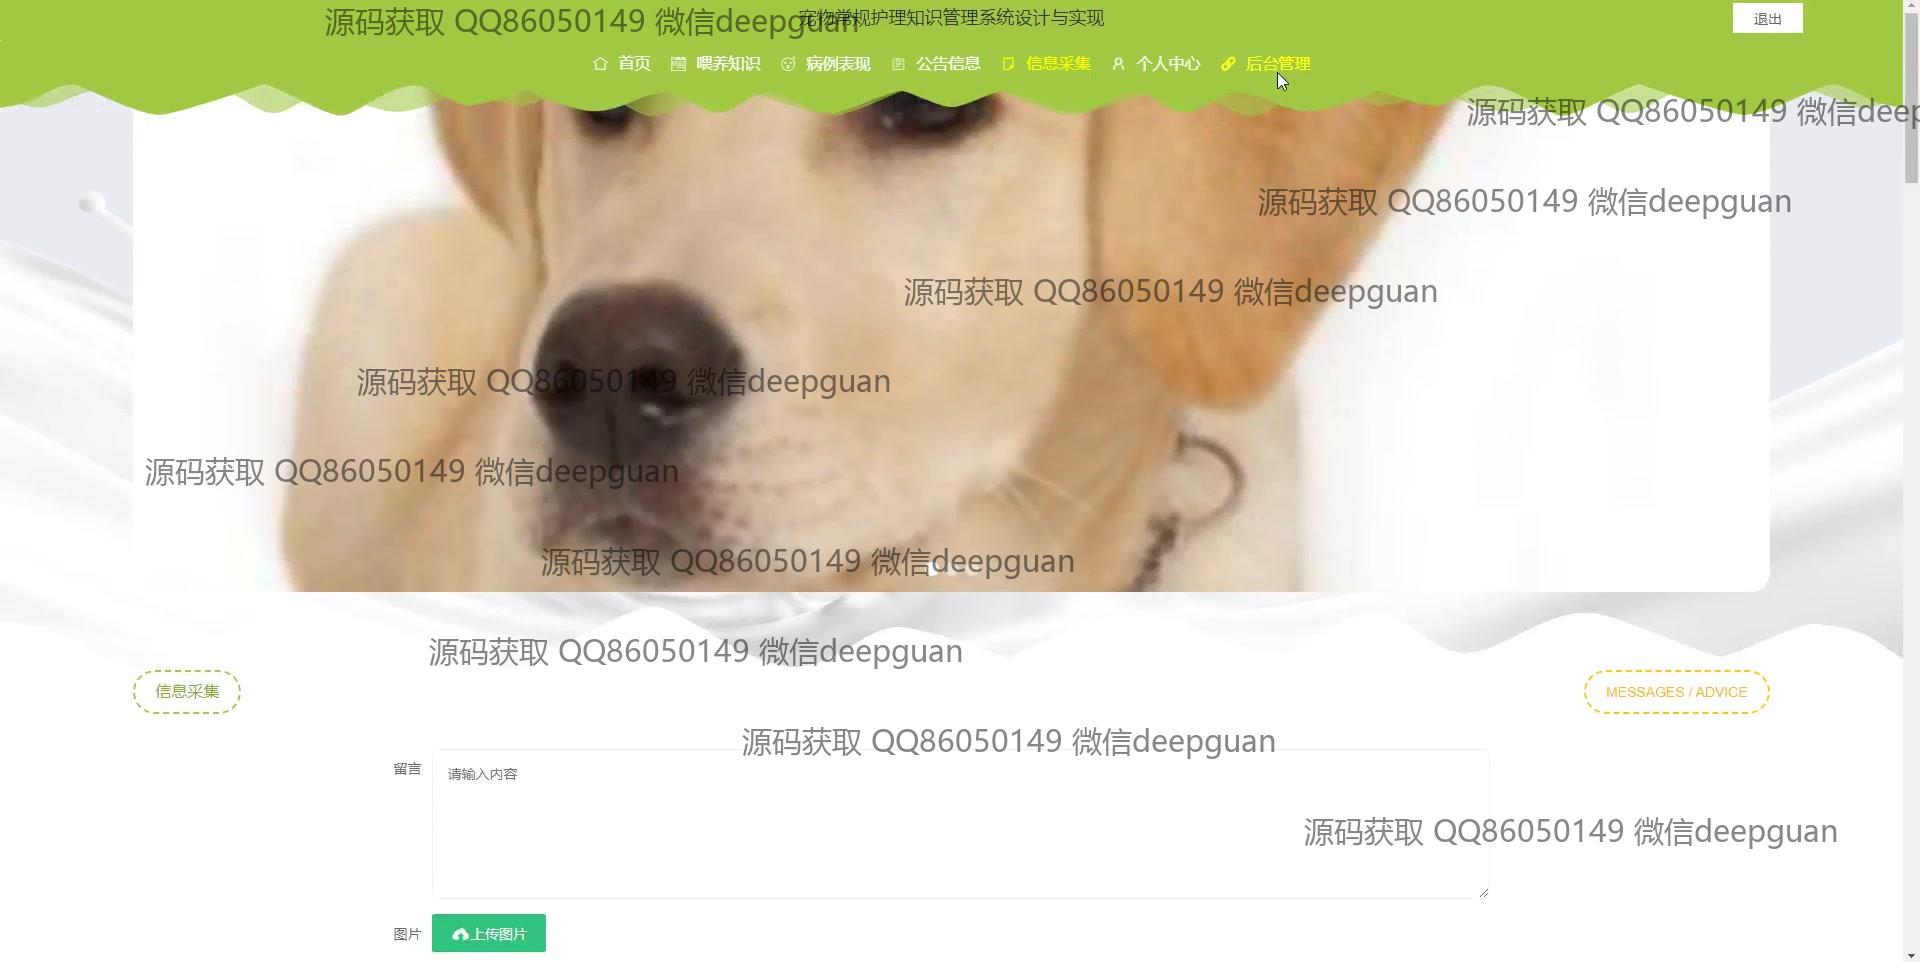 源码获取 QQ86050149 微信deepguan
宠物常规护理知识管理系统设计与实现
退出
首页 喂养知识 病例表现 公告信息 信息采集 个人中心 后台管理
源码获取 QQ86050149 微信deep
源码获取 QQ86050149 微信deepguan
源码获取 QQ86050149 微信deepguan
源码获取 QQ86050149 微信deepguan
源码获取 QQ86050149 微信deepguan
源码获取 QQ86050149 微信deepguan
源码获取 QQ86050149 微信deepguan
信息采集
MESSAGES / ADVICE
源码获取 QQ86050149 微信deepguan
留言
请输入内容
源码获取 QQ86050149 微信deepguan
图片
上传图片